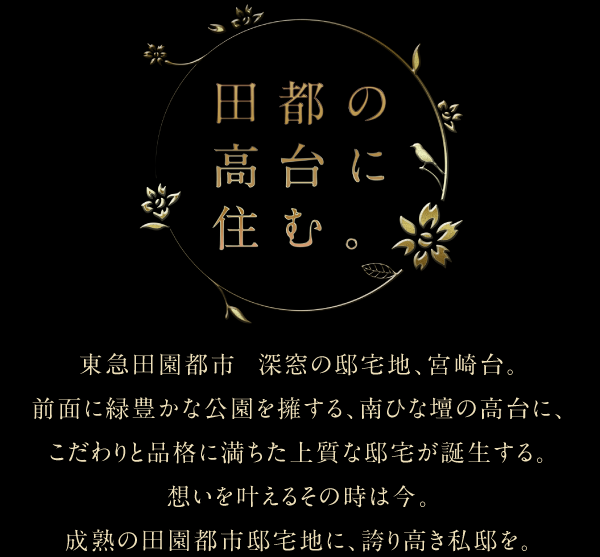 田都の
高台に
住む。
東急田園都市　深窓の邸宅地、宮崎台。
前面に緑豊かな公園を擁する、南ひな壇の高台に、
こだわりと品格に満ちた上質な邸宅が誕生する。
想いを叶えるその時は今。
成熟の田園都市邸宅地に、誇り高き私邸を。